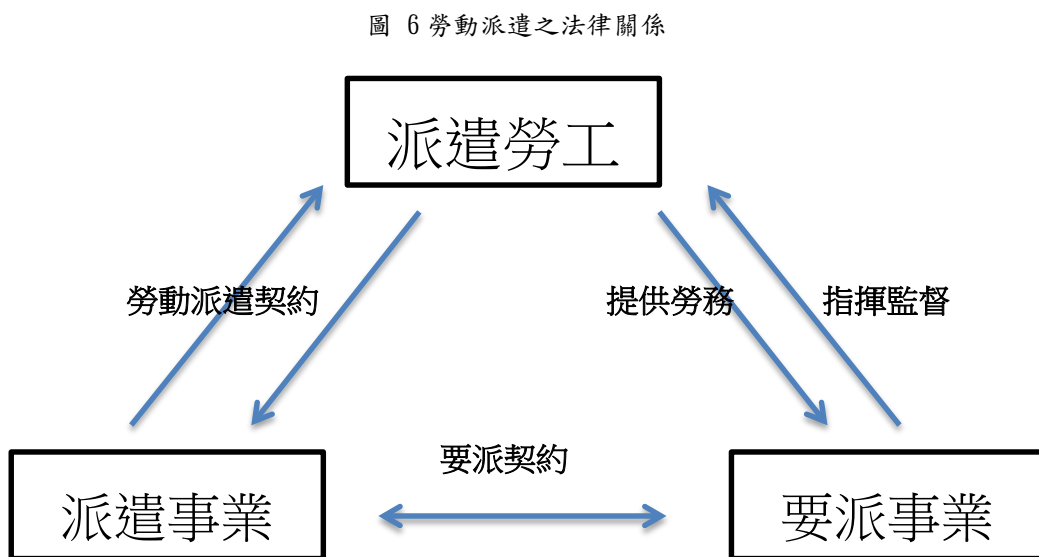 圖 6 勞動派遣之法律關係
派遣勞工
勞動派遣契約
提供勞務
指揮監督
要派契約
派遣事業
要派事業